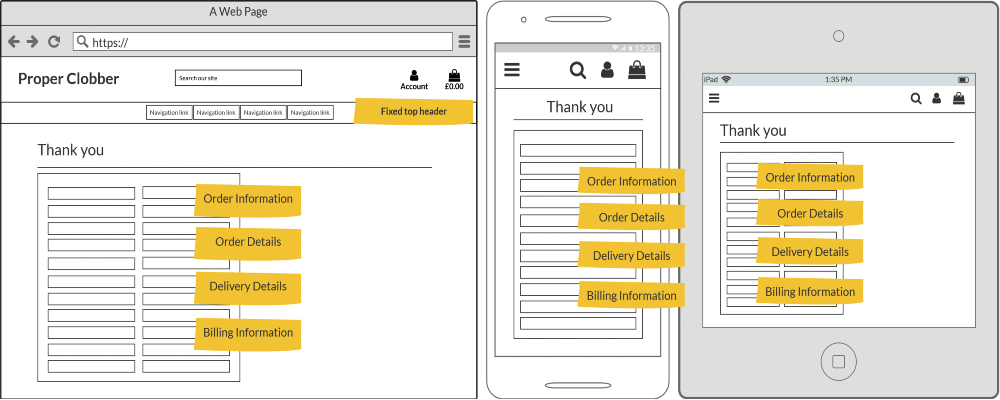 A Web Page
https://
Proper Clobber
Search our site
Account
£0.00
Navigation link Navigation link Navigation link Navigation link
Fixed top header
Thank you
Order Information
Order Details
Delivery Details
Billing Information
12:35
Thank you
Order Information
Order Details
Delivery Details
Billing Information
iPad
1:35 PM
Thank you
Order Information
Order Details
Delivery Details
Billing Information